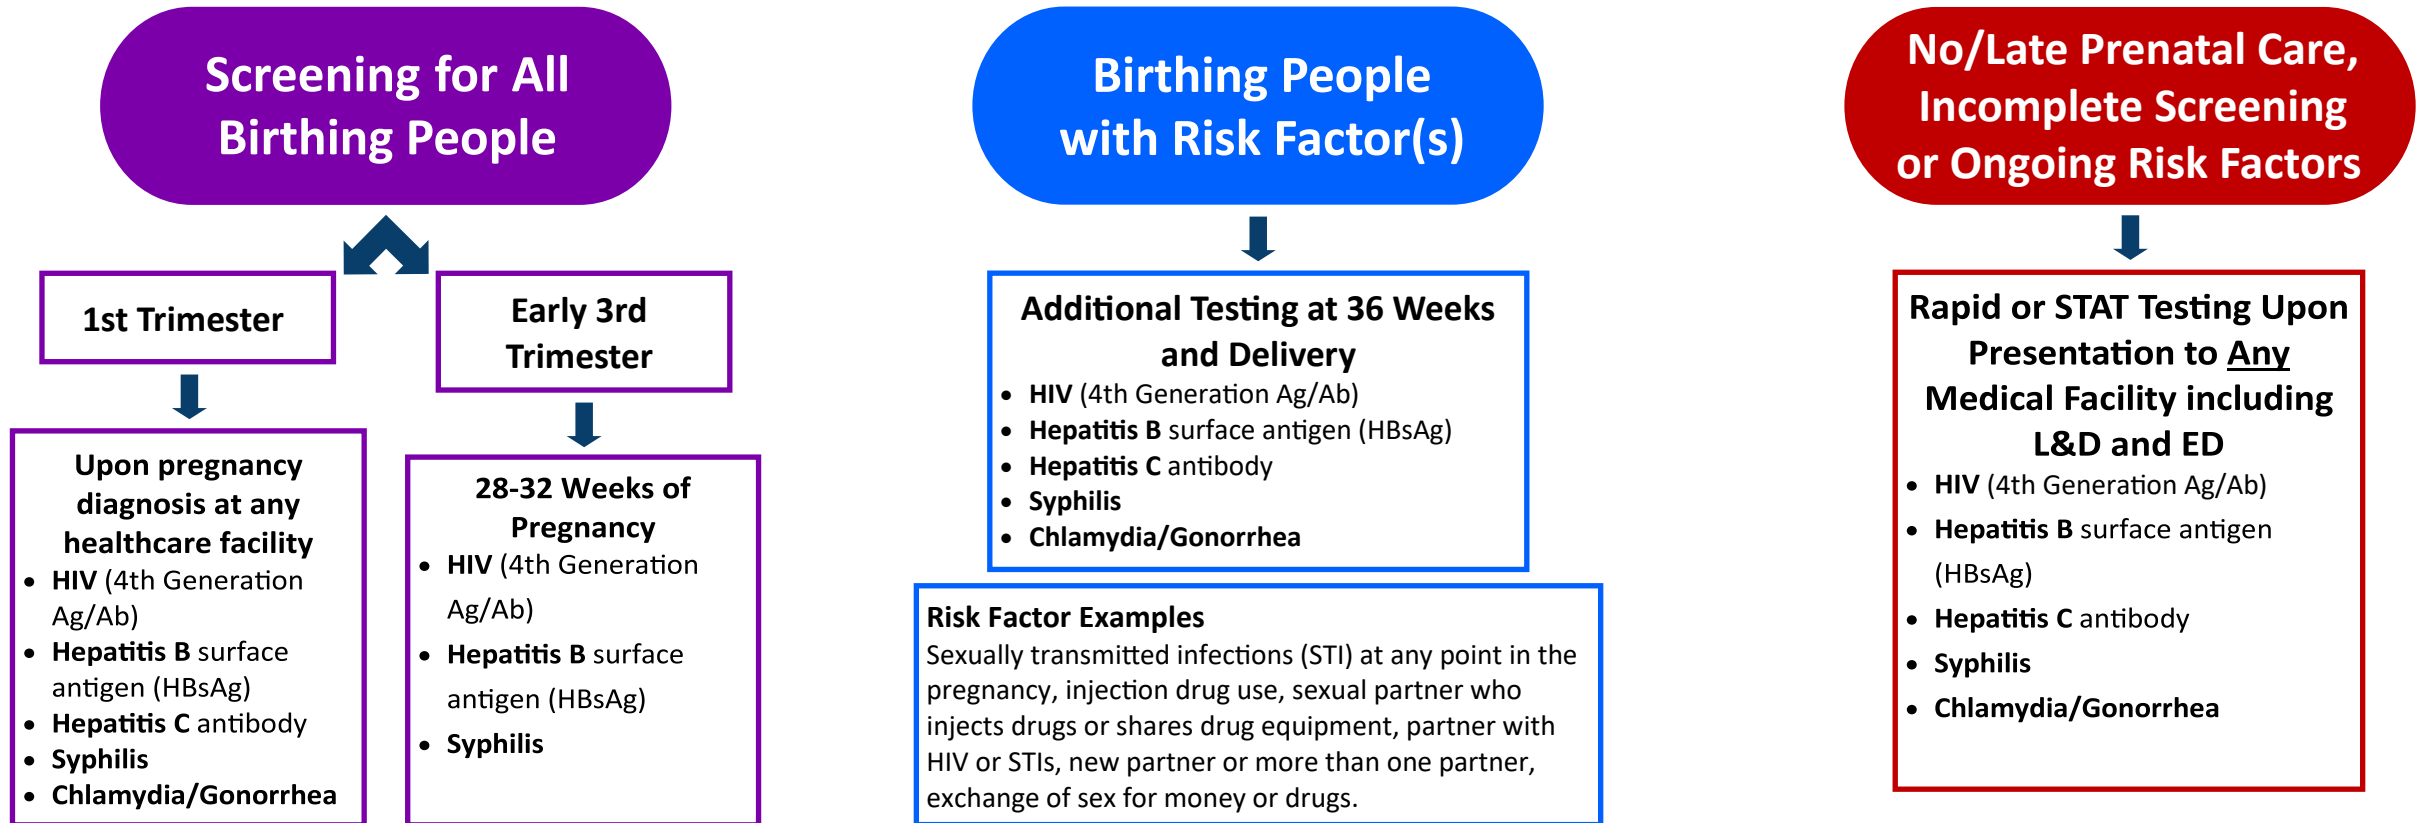 Screening for All
Birthing People
1st Trimester
Upon pregnancy
diagnosis at any
healthcare facility
• HIV (4th Generation
Ag/Ab)
• Hepatitis B surface
antigen (HBsAg)
• Hepatitis C antibody
• Syphilis
• Chlamydia/Gonorrhea
Early 3rd
Trimester
28-32 Weeks of
Pregnancy
• HIV (4th Generation
Ag/Ab)
• Hepatitis B surface
antigen (HBsAg)
• Syphilis
Birthing People
with Risk Factor(s)
Additional Testing at 36 Weeks
and Delivery
• HIV (4th Generation Ag/Ab)
• Hepatitis B surface antigen (HBsAg)
• Hepatitis C antibody
• Syphilis
• Chlamydia/Gonorrhea
Risk Factor Examples
Sexually transmitted infections (STI) at any point in the
pregnancy, injection drug use, sexual partner who
injects drugs or shares drug equipment, partner with
HIV or STIs, new partner or more than one partner,
exchange of sex for money or drugs.
No/Late Prenatal Care,
Incomplete Screening
or Ongoing Risk Factors
Rapid or STAT Testing Upon
Presentation to Any
Medical Facility including
L&D and ED
• HIV (4th Generation Ag/Ab)
• Hepatitis B surface antigen
(HBsAg)
• Hepatitis C antibody
• Syphilis
• Chlamydia/Gonorrhea